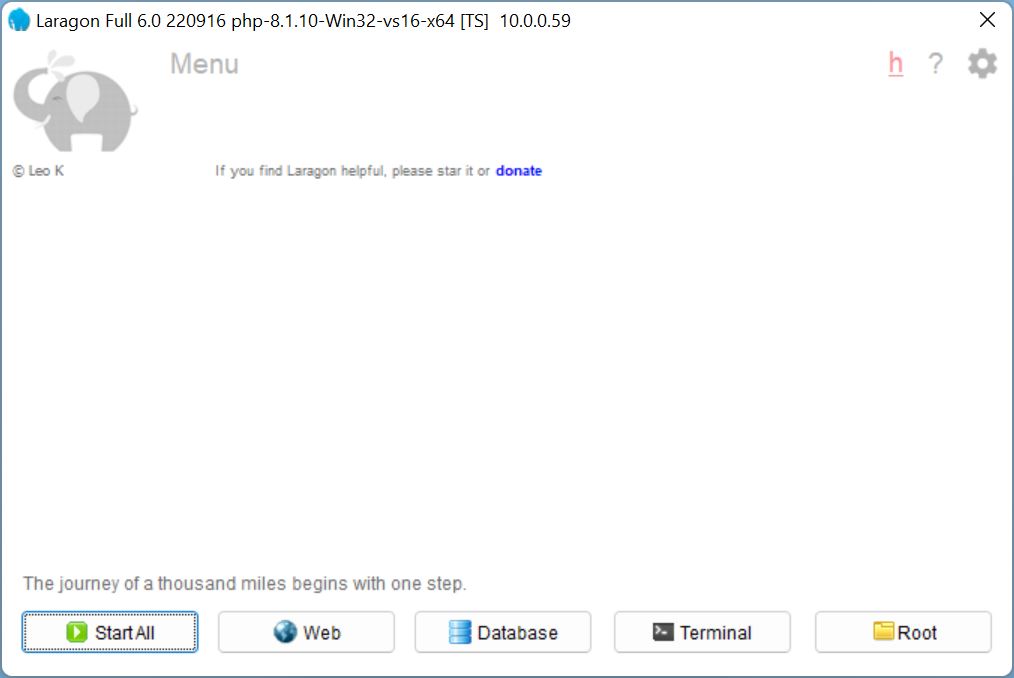 Laragon Full 6.0 220916 php-8.1.10-Win32-vs16-x64 [TS]  10.0.0.59
Menu
h ?
© Leo K
If you find Laragon helpful, please star it or donate
The journey of a thousand miles begins with one step.
Start All
Web
Database
Terminal
Root